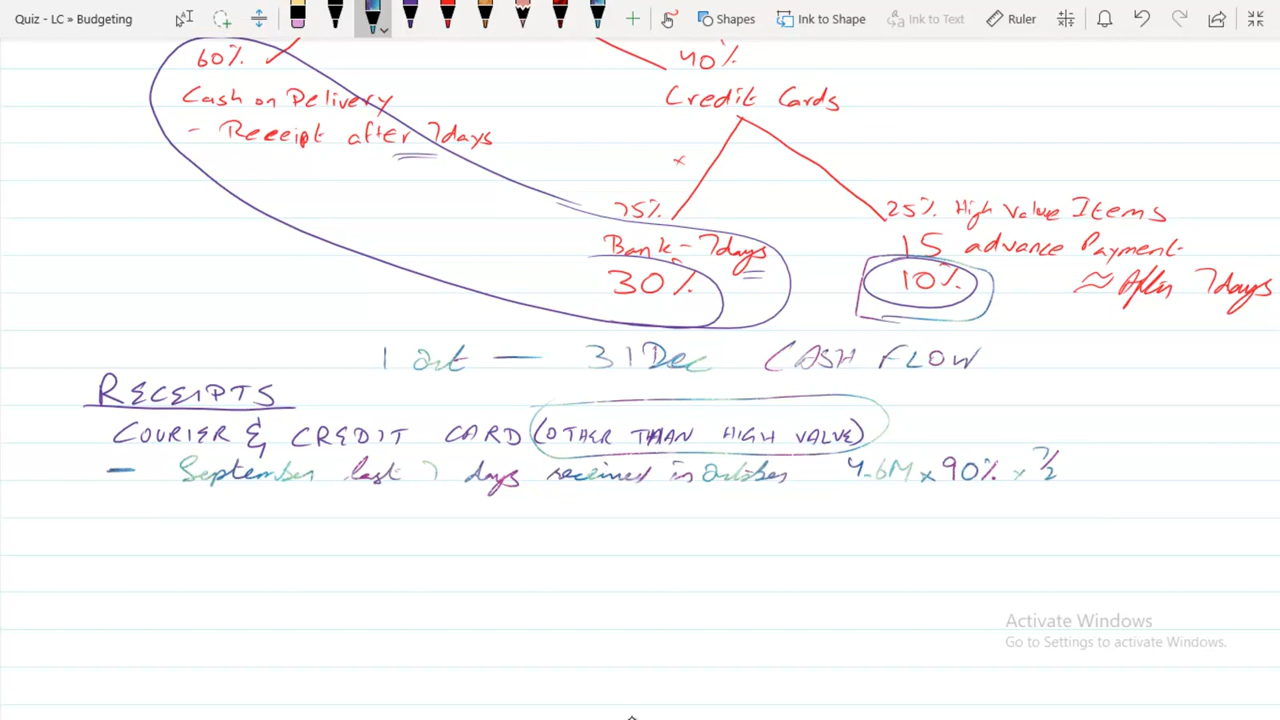 Quiz - LC » Budgeting
Shapes
Ink to Shape
Ink to Text
Ruler
60%
40%
Cash on Delivery
Credit Cards
- Receipt after 7days
75%
25% High Value Items
Bank - 7days
15 advance Payment
30%
10%
≈ After 7days
1 Oct — 31 Dec CASH FLOW
RECEIPTS
COURIER & CREDIT CARD (OTHER THAN HIGH VALUE)
- September last 7 days received in October 4.6M x 90% x 7/2
Activate Windows
Go to Settings to activate Windows.